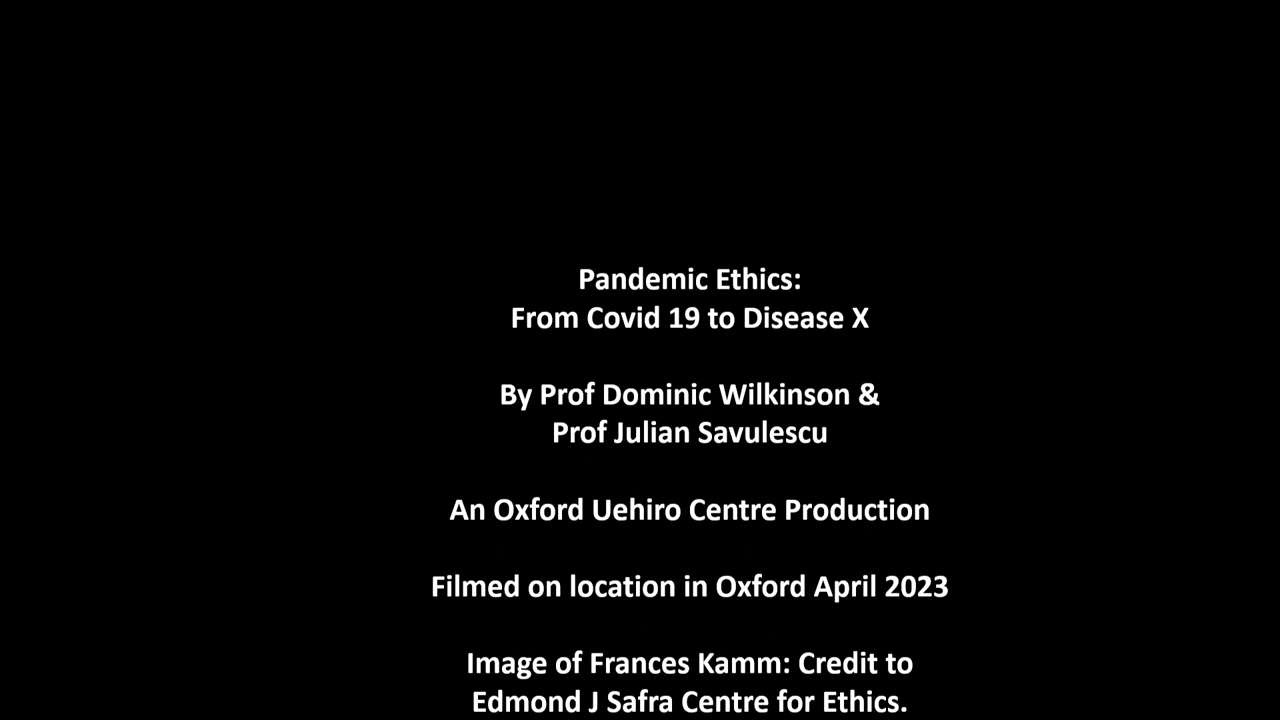 Pandemic Ethics:
From Covid 19 to Disease X
By Prof Dominic Wilkinson &
Prof Julian Savulescu
An Oxford Uehiro Centre Production
Filmed on location in Oxford April 2023
Image of Frances Kamm: Credit to
Edmond J Safra Centre for Ethics.